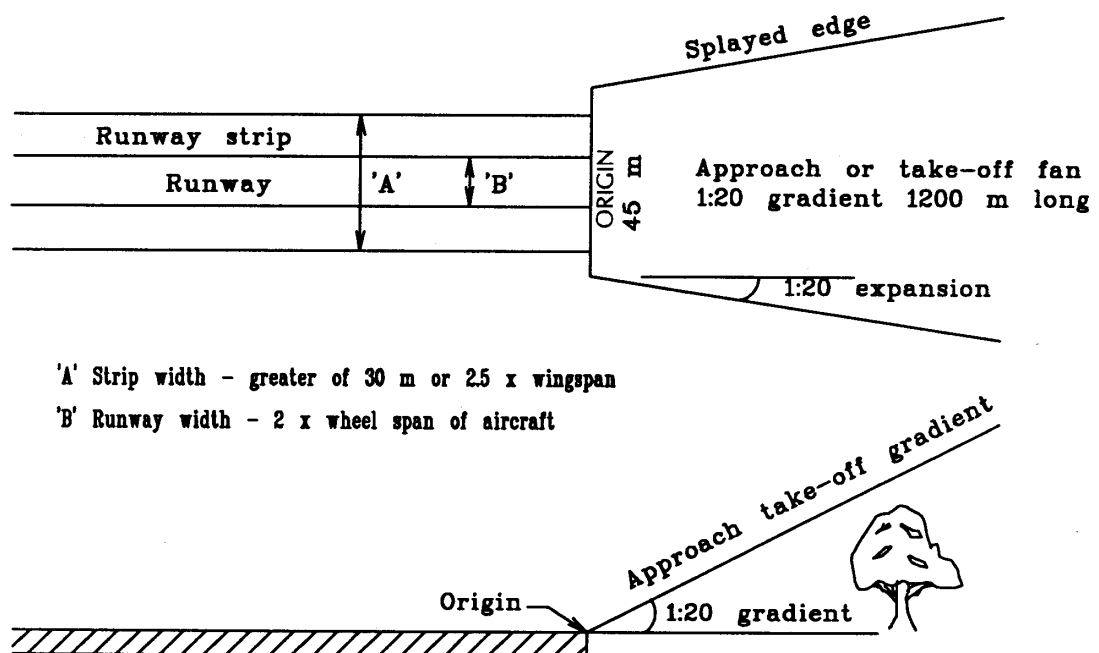 Splayed edge
Runway strip
Runway
'A'
'B'
ORIGIN
45 m
Approach or take-off fan
1:20 gradient 1200 m long
1:20 expansion
'A' Strip width - greater of 30 m or 2.5 x wingspan
'B' Runway width - 2 x wheel span of aircraft
Approach take-off gradient
Origin
1:20 gradient